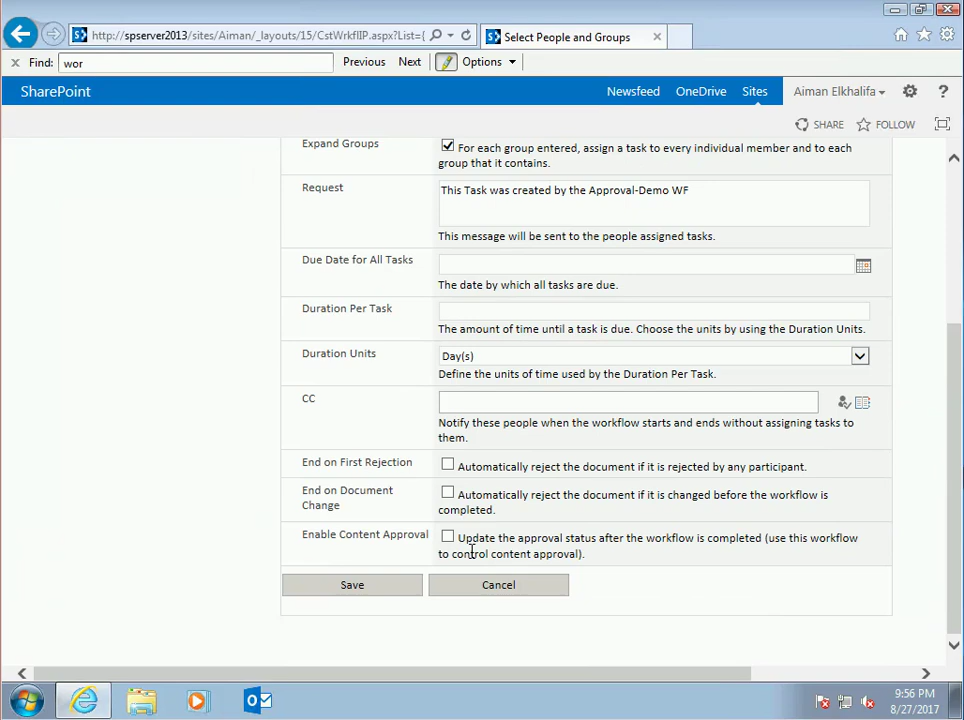 http://spserver2013/sites/Aiman/_layouts/15/CstWrkflIP.aspx?List={
Select People and Groups
Find: wor Previous Next Options
SharePoint Newsfeed OneDrive Sites Aiman Elkhalifa ?
SHARE FOLLOW
Expand Groups
For each group entered, assign a task to every individual member and to each
group that it contains.
Request
This Task was created by the Approval-Demo WF
This message will be sent to the people assigned tasks.
Due Date for All Tasks
The date by which all tasks are due.
Duration Per Task
The amount of time until a task is due. Choose the units by using the Duration Units.
Duration Units
Day(s)
Define the units of time used by the Duration Per Task.
CC
Notify these people when the workflow starts and ends without assigning tasks to
them.
End on First Rejection
Automatically reject the document if it is rejected by any participant.
End on Document
Change
Automatically reject the document if it is changed before the workflow is
completed.
Enable Content Approval
Update the approval status after the workflow is completed (use this workflow
to control content approval).
Save Cancel
9:56 PM
8/27/2017